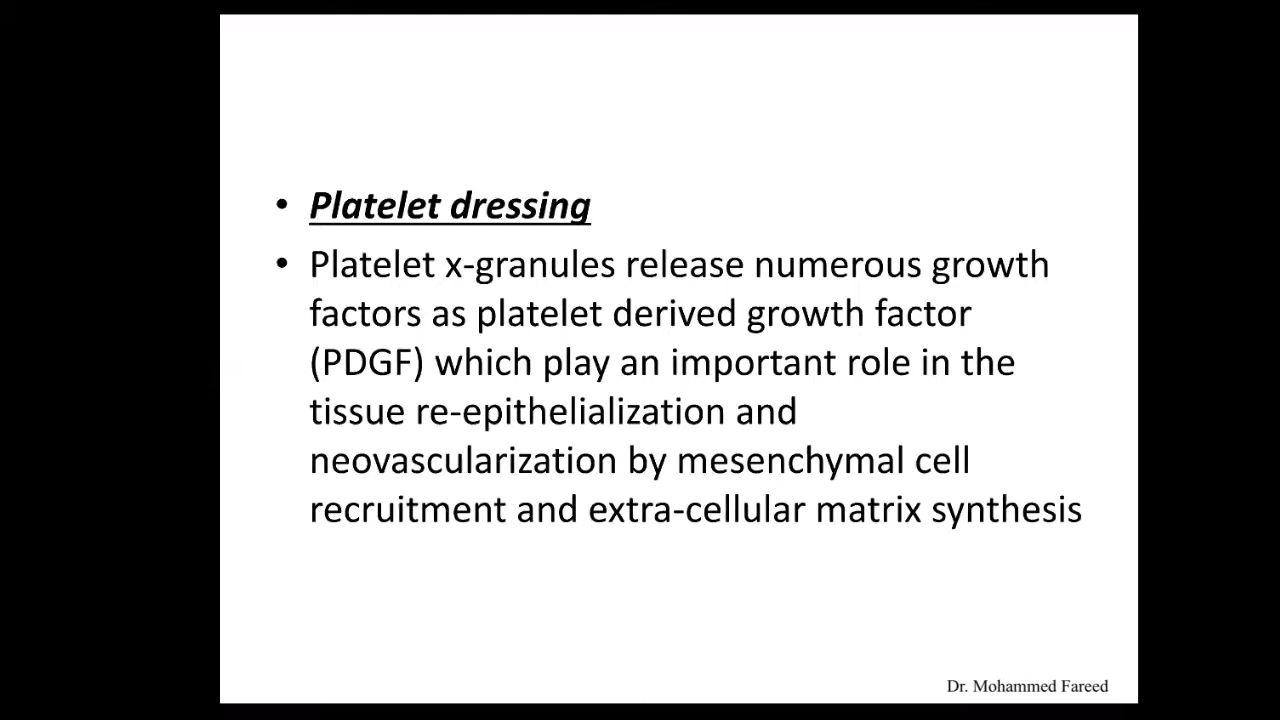 • Platelet dressing
• Platelet x-granules release numerous growth
factors as platelet derived growth factor
(PDGF) which play an important role in the
tissue re-epithelialization and
neovascularization by mesenchymal cell
recruitment and extra-cellular matrix synthesis
Dr. Mohammed Fareed